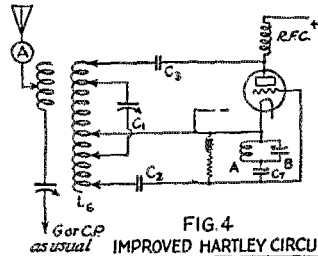 +
R.F.C.
A
C3
C1
A
B
C2
C7
L6
G or C.P.
as usual
FIG. 4
IMPROVED HARTLEY CIRCU